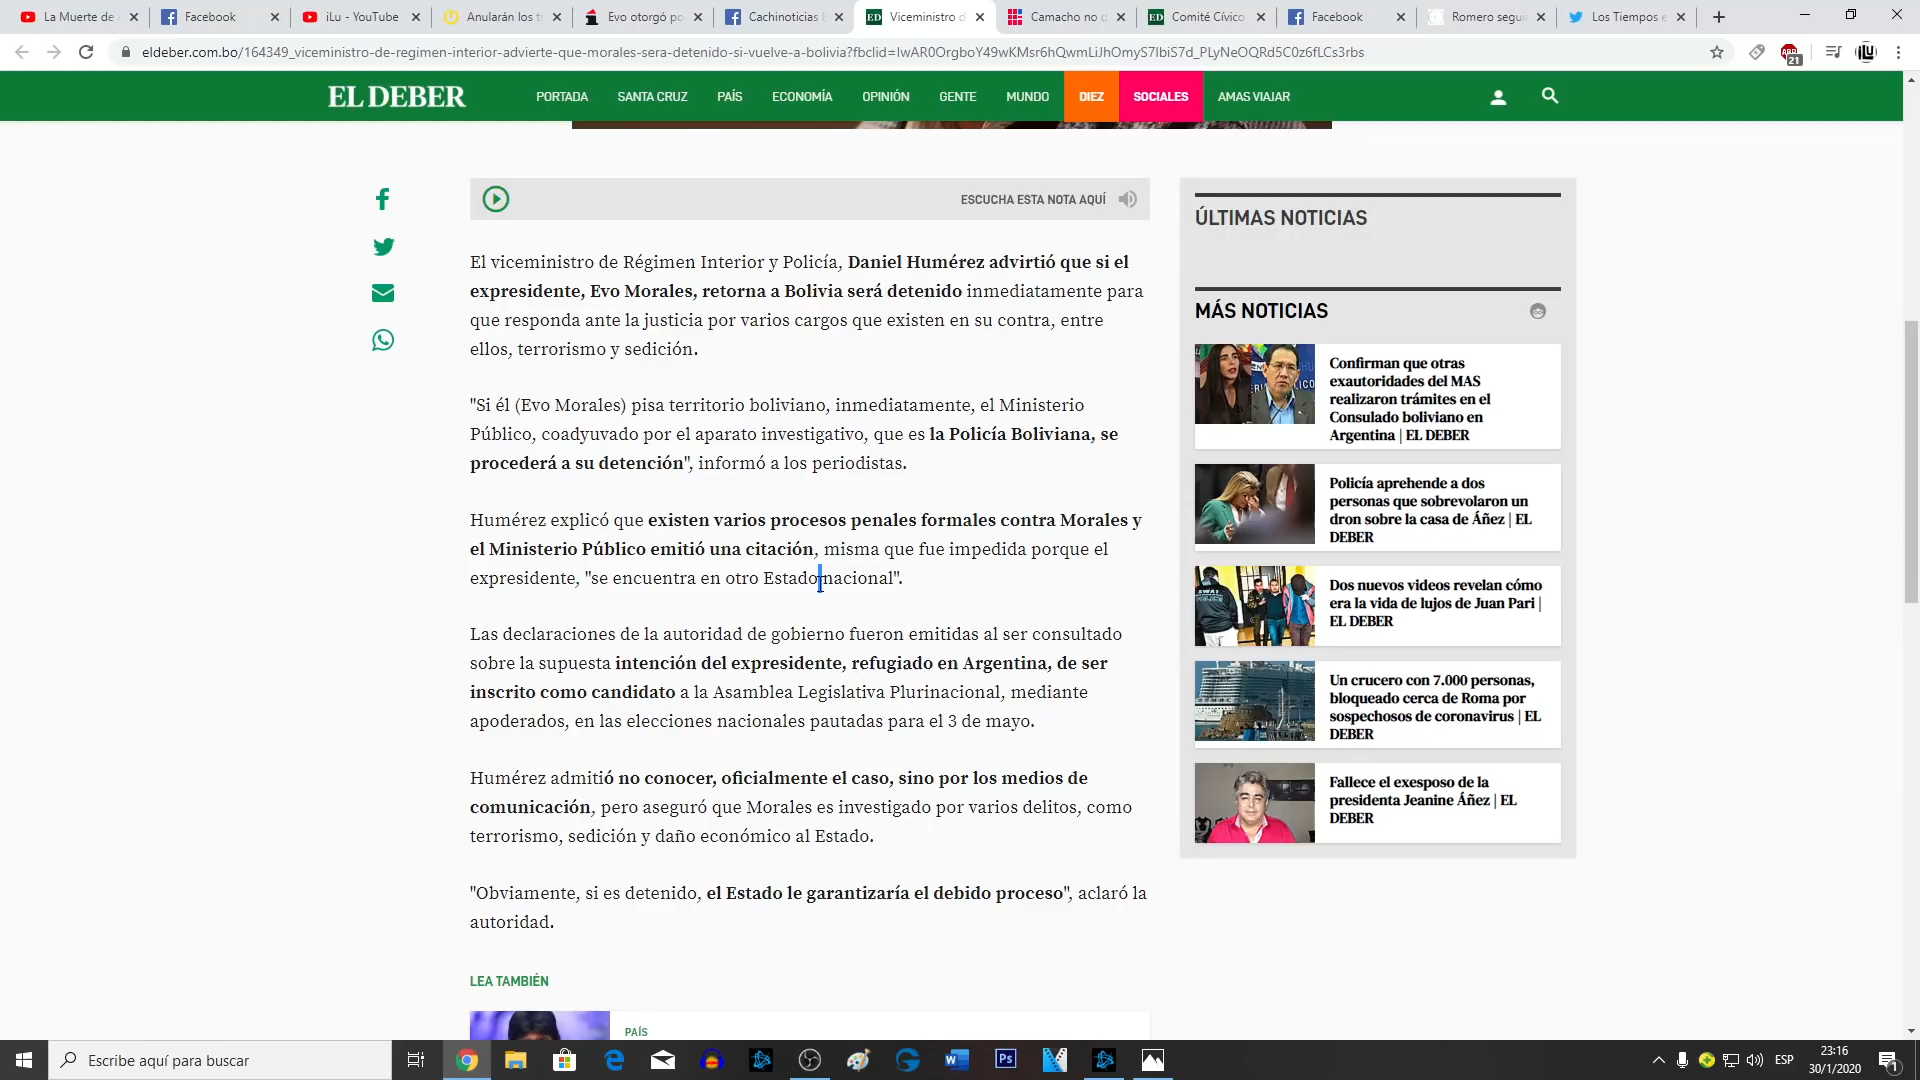 La Muerte de
Facebook
iLu - YouTube
Anularán los t
Evo otorgó po
Cachinoticias
Viceministro d
Camacho no d
Comité Cívico
Facebook
Romero segui
Los Tiempos e
eldeber.com.bo/164349_viceministro-de-regimen-interior-advierte-que-morales-sera-detenido-si-vuelve-a-bolivia?fbclid=IwAR0OrgboY49wKMsr6hQwmLiJhOmyS7lbiS7d_PLyNeOQRd5C0z6fLCs3rbs
21
EL DEBER
PORTADA
SANTA CRUZ
PAÍS
ECONOMÍA
OPINIÓN
GENTE
MUNDO
DIEZ
SOCIALES
AMAS VIAJAR
ESCUCHA ESTA NOTA AQUÍ
El viceministro de Régimen Interior y Policía, Daniel Humérez advirtió que si el
expresidente, Evo Morales, retorna a Bolivia será detenido inmediatamente para
que responda ante la justicia por varios cargos que existen en su contra, entre
ellos, terrorismo y sedición.
"Si él (Evo Morales) pisa territorio boliviano, inmediatamente, el Ministerio
Público, coadyuvado por el aparato investigativo, que es la Policía Boliviana, se
procederá a su detención", informó a los periodistas.
Humérez explicó que existen varios procesos penales formales contra Morales y
el Ministerio Público emitió una citación, misma que fue impedida porque el
expresidente, "se encuentra en otro Estado nacional".
Las declaraciones de la autoridad de gobierno fueron emitidas al ser consultado
sobre la supuesta intención del expresidente, refugiado en Argentina, de ser
inscrito como candidato a la Asamblea Legislativa Plurinacional, mediante
apoderados, en las elecciones nacionales pautadas para el 3 de mayo.
Humérez admitió no conocer, oficialmente el caso, sino por los medios de
comunicación, pero aseguró que Morales es investigado por varios delitos, como
terrorismo, sedición y daño económico al Estado.
"Obviamente, si es detenido, el Estado le garantizaría el debido proceso", aclaró la
autoridad.
LEA TAMBIÉN
PAÍS
ÚLTIMAS NOTICIAS
MÁS NOTICIAS
Confirman que otras
exautoridades del MAS
realizaron trámites en el
Consulado boliviano en
Argentina | EL DEBER
Policía aprehende a dos
personas que sobrevolaron un
dron sobre la casa de Áñez | EL
DEBER
Dos nuevos videos revelan cómo
era la vida de lujos de Juan Pari |
EL DEBER
Un crucero con 7.000 personas,
bloqueado cerca de Roma por
sospechosos de coronavirus | EL
DEBER
Fallece el exesposo de la
presidenta Jeanine Áñez | EL
DEBER
Escribe aquí para buscar
ESP
23:16
30/1/2020
1